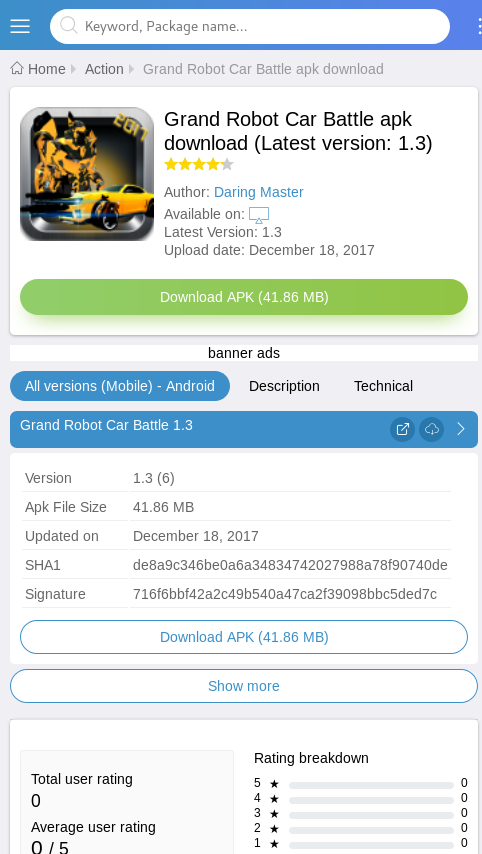 Keyword, Package name...
Home Action Grand Robot Car Battle apk download
2017
Grand Robot Car Battle apk
download (Latest version: 1.3)
Author: Daring Master
Available on:
Latest Version: 1.3
Upload date: December 18, 2017
Download APK (41.86 MB)
banner ads
All versions (Mobile) - Android Description Technical
Grand Robot Car Battle 1.3
Version 1.3 (6)
Apk File Size 41.86 MB
Updated on December 18, 2017
SHA1 de8a9c346be0a6a34834742027988a78f90740de
Signature 716f6bbf42a2c49b540a47ca2f39098bbc5ded7c
Download APK (41.86 MB)
Show more
Total user rating
0
Average user rating
0 / 5
Rating breakdown
5 ★ 0
4 ★ 0
3 ★ 0
2 ★ 0
1 ★ 0